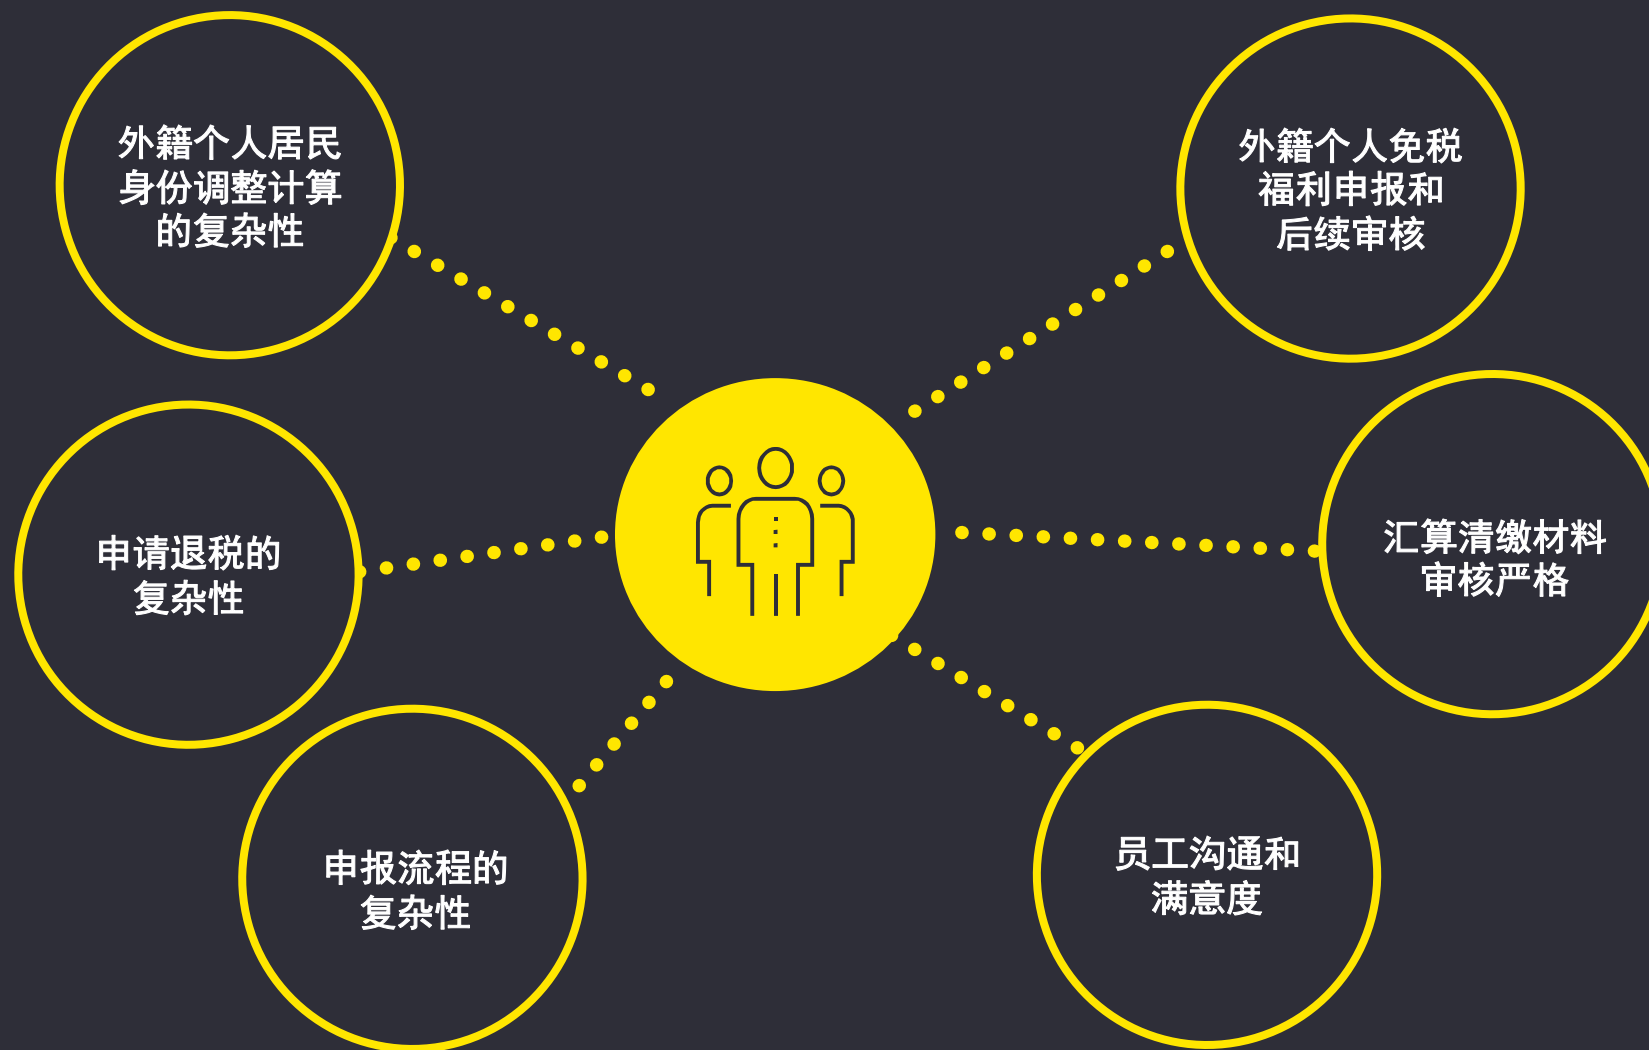 外籍个人居民
身份调整计算
的复杂性
外籍个人免税
福利申报和
后续审核
申请退税的
复杂性
汇算清缴材料
审核严格
申报流程的
复杂性
员工沟通和
满意度